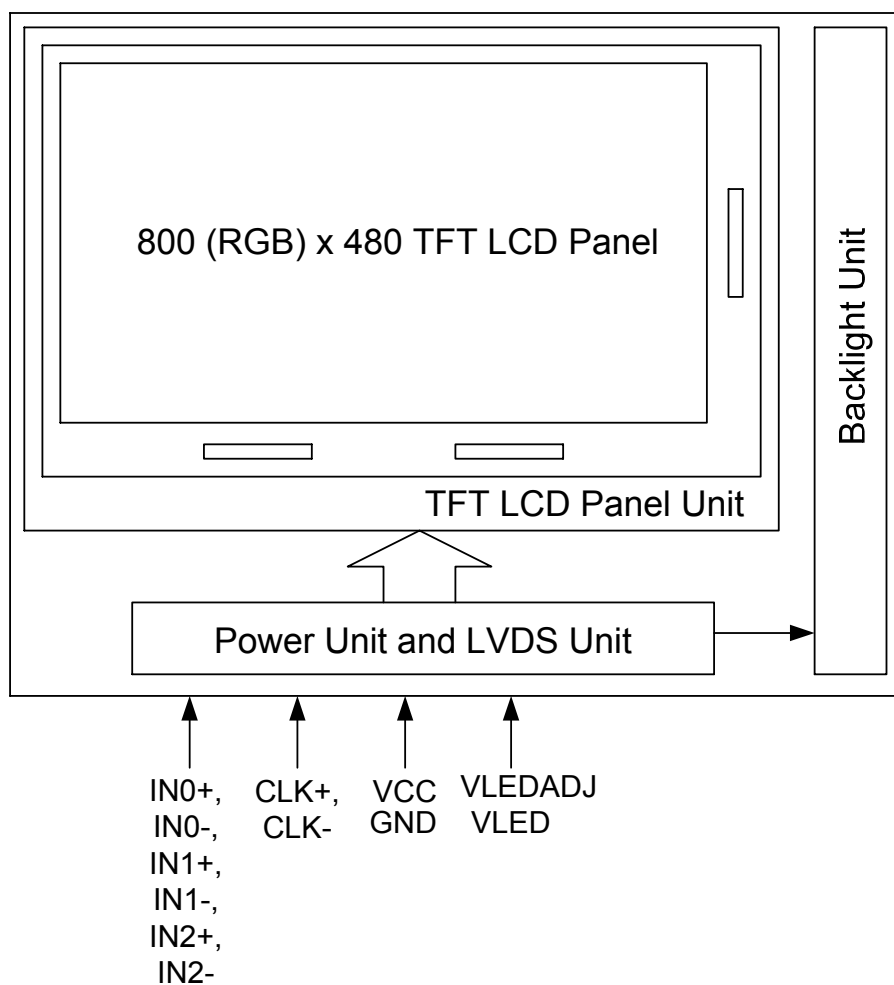 800 (RGB) x 480 TFT LCD Panel
Backlight Unit
TFT LCD Panel Unit
Power Unit and LVDS Unit
IN0+,
IN0-,
IN1+,
IN1-,
IN2+,
IN2-
CLK+,
CLK-
VCC
GND
VLEDADJ
VLED